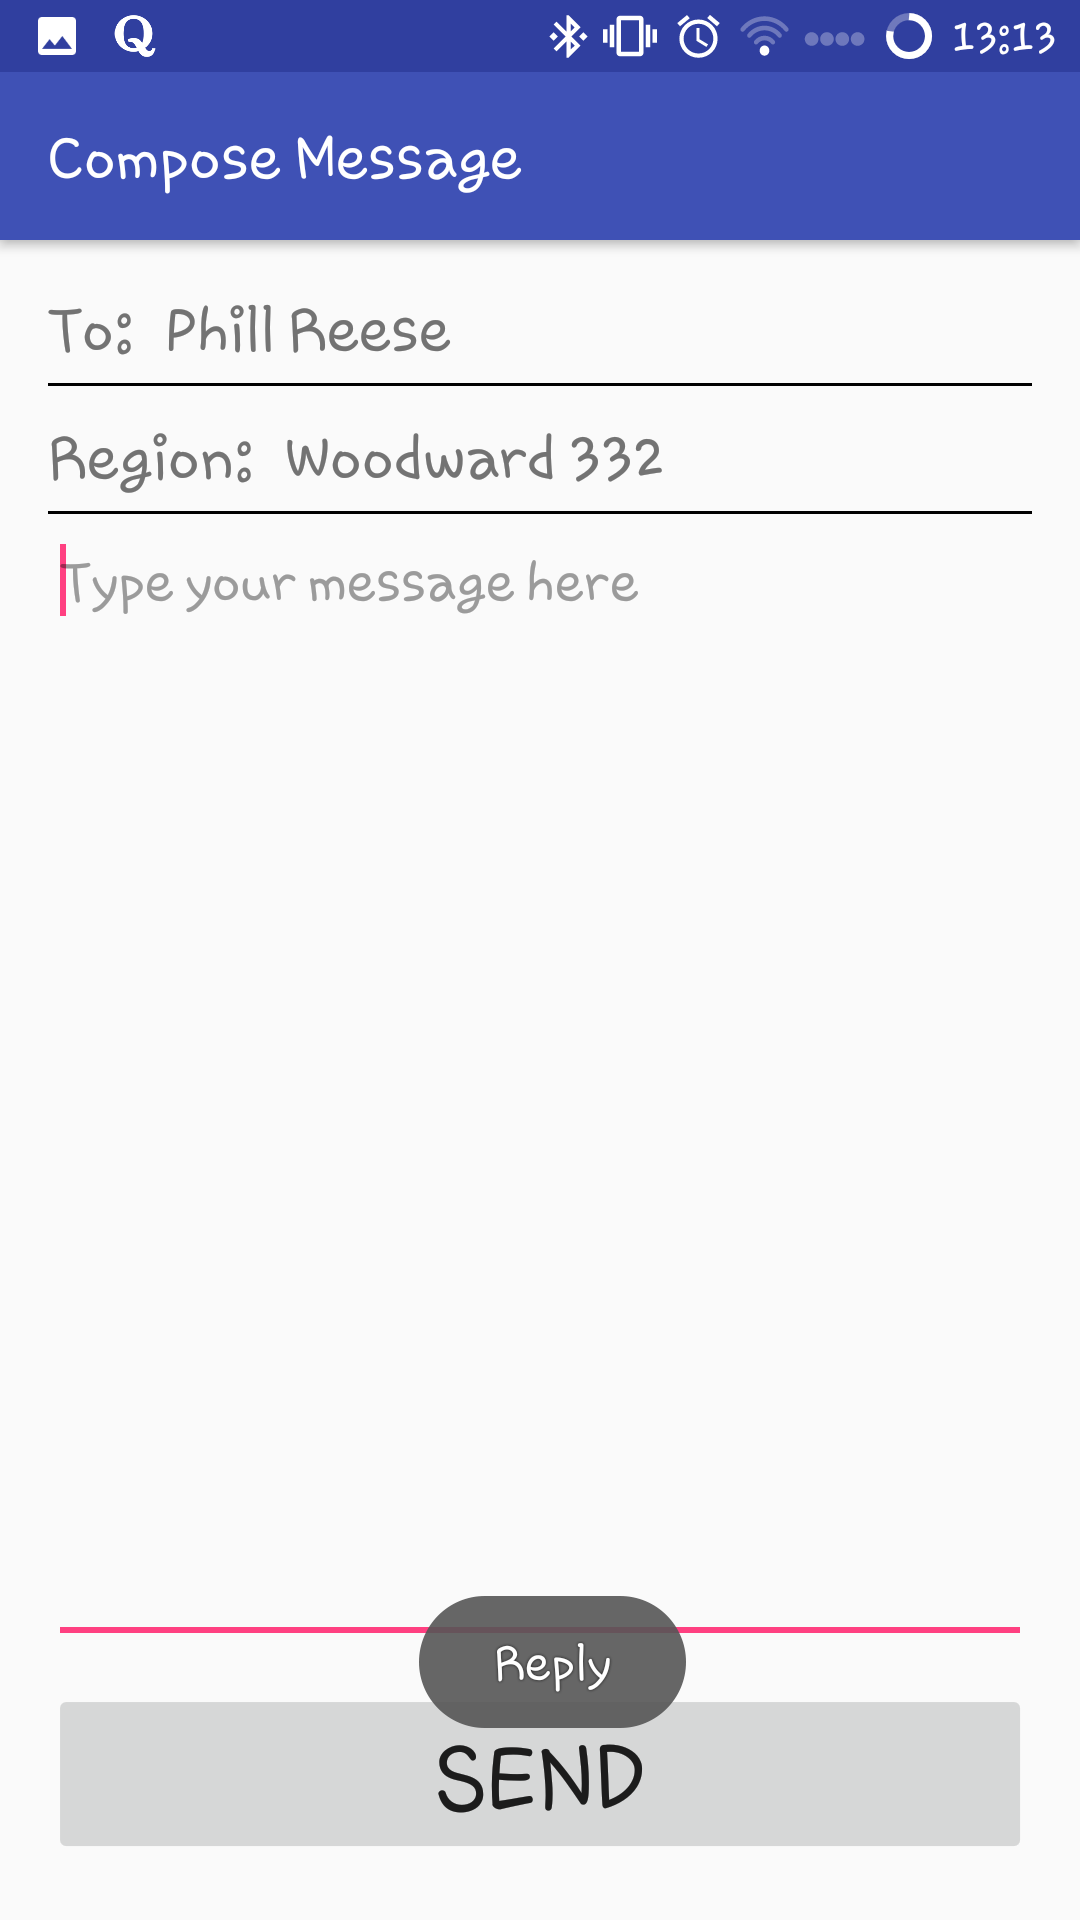 Q 13:13
Compose Message
To: Phill Reese
Region: Woodward 332
Type your message here
Reply
SEND